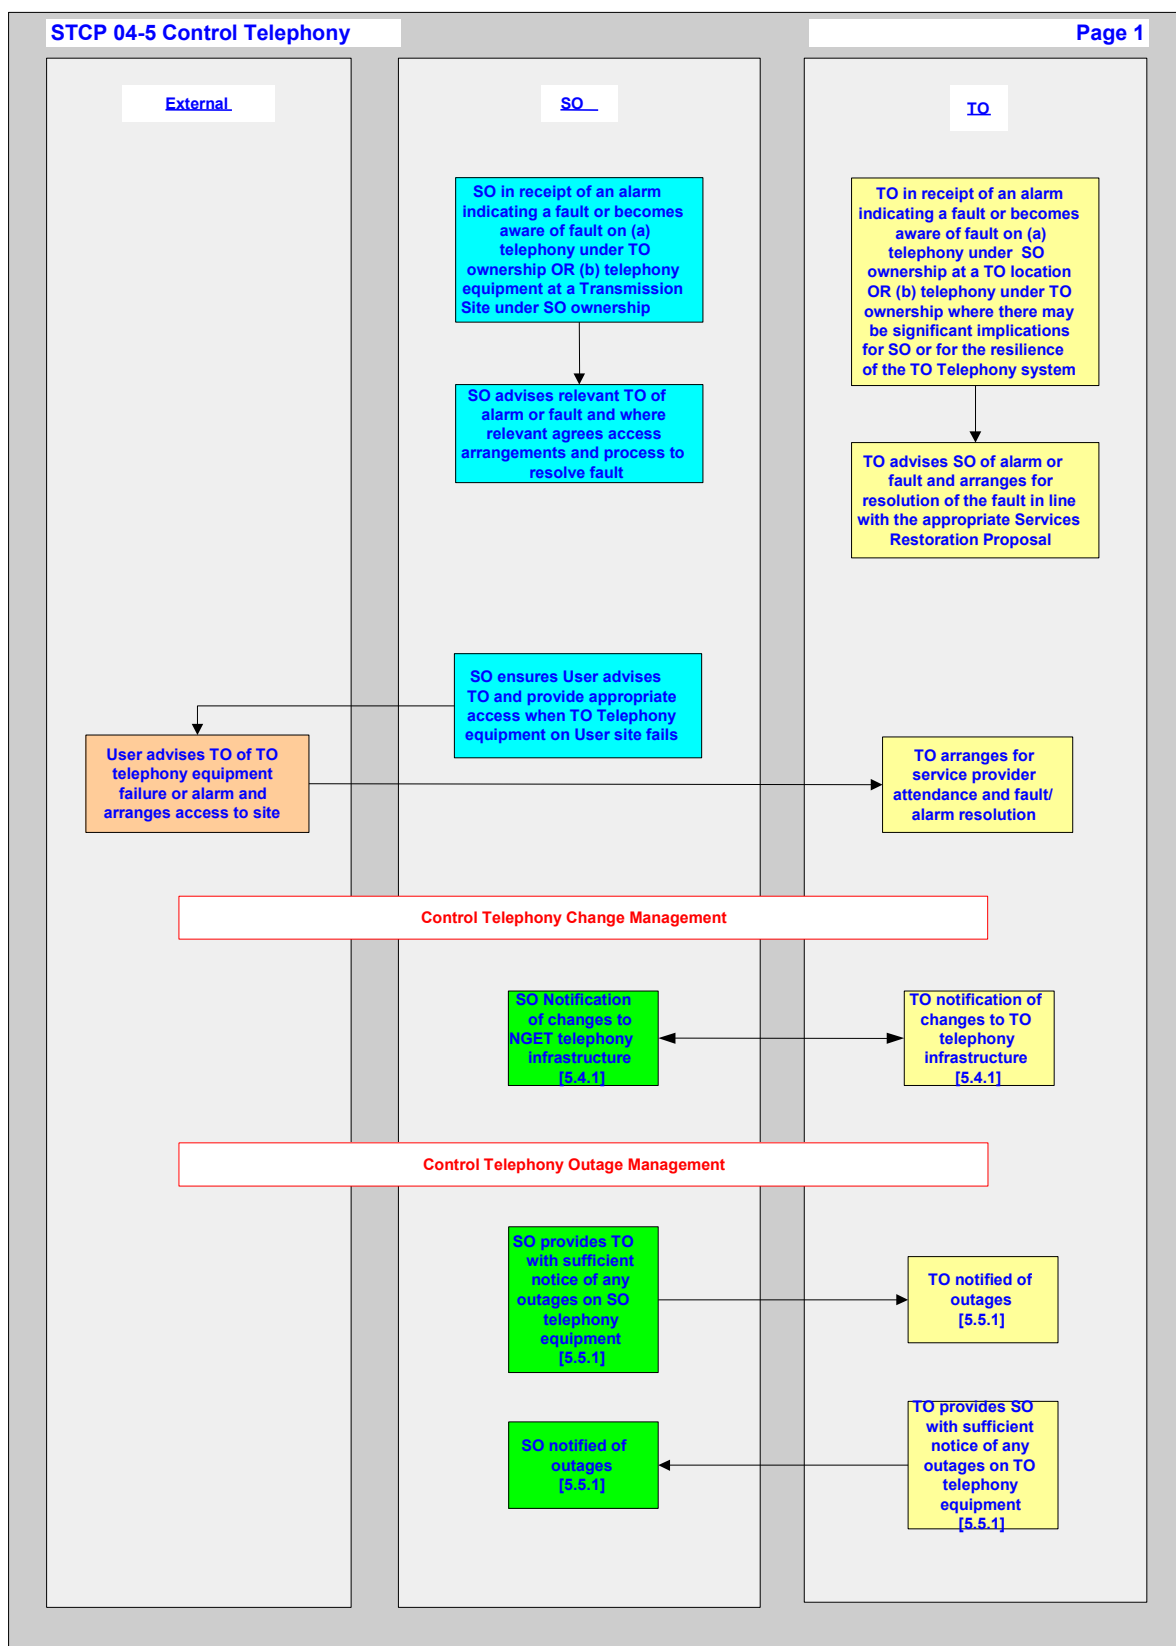 STCP 04-5 Control Telephony
Page 1
External
SO
TO
SO in receipt of an alarm
indicating a fault or becomes
aware of fault on (a)
telephony under TO
ownership OR (b) telephony
equipment at a Transmission
Site under SO ownership
TO in receipt of an alarm
indicating a fault or becomes
aware of fault on (a)
telephony under SO
ownership at a TO location
OR (b) telephony under TO
ownership where there may
be significant implications
for SO or for the resilience
of the TO Telephony system
SO advises relevant TO of
alarm or fault and where
relevant agrees access
arrangements and process to
resolve fault
TO advises SO of alarm or
fault and arranges for
resolution of the fault in line
with the appropriate Services
Restoration Proposal
SO ensures User advises
TO and provide appropriate
access when TO Telephony
equipment on User site fails
User advises TO of TO
telephony equipment
failure or alarm and
arranges access to site
TO arranges for
service provider
attendance and fault/
alarm resolution
Control Telephony Change Management
SO Notification
of changes to
NGET telephony
infrastructure
[5.4.1]
TO notification of
changes to TO
telephony
infrastructure
[5.4.1]
Control Telephony Outage Management
SO provides TO
with sufficient
notice of any
outages on SO
telephony
equipment
[5.5.1]
TO notified of
outages
[5.5.1]
SO notified of
outages
[5.5.1]
TO provides SO
with sufficient
notice of any
outages on TO
telephony
equipment
[5.5.1]